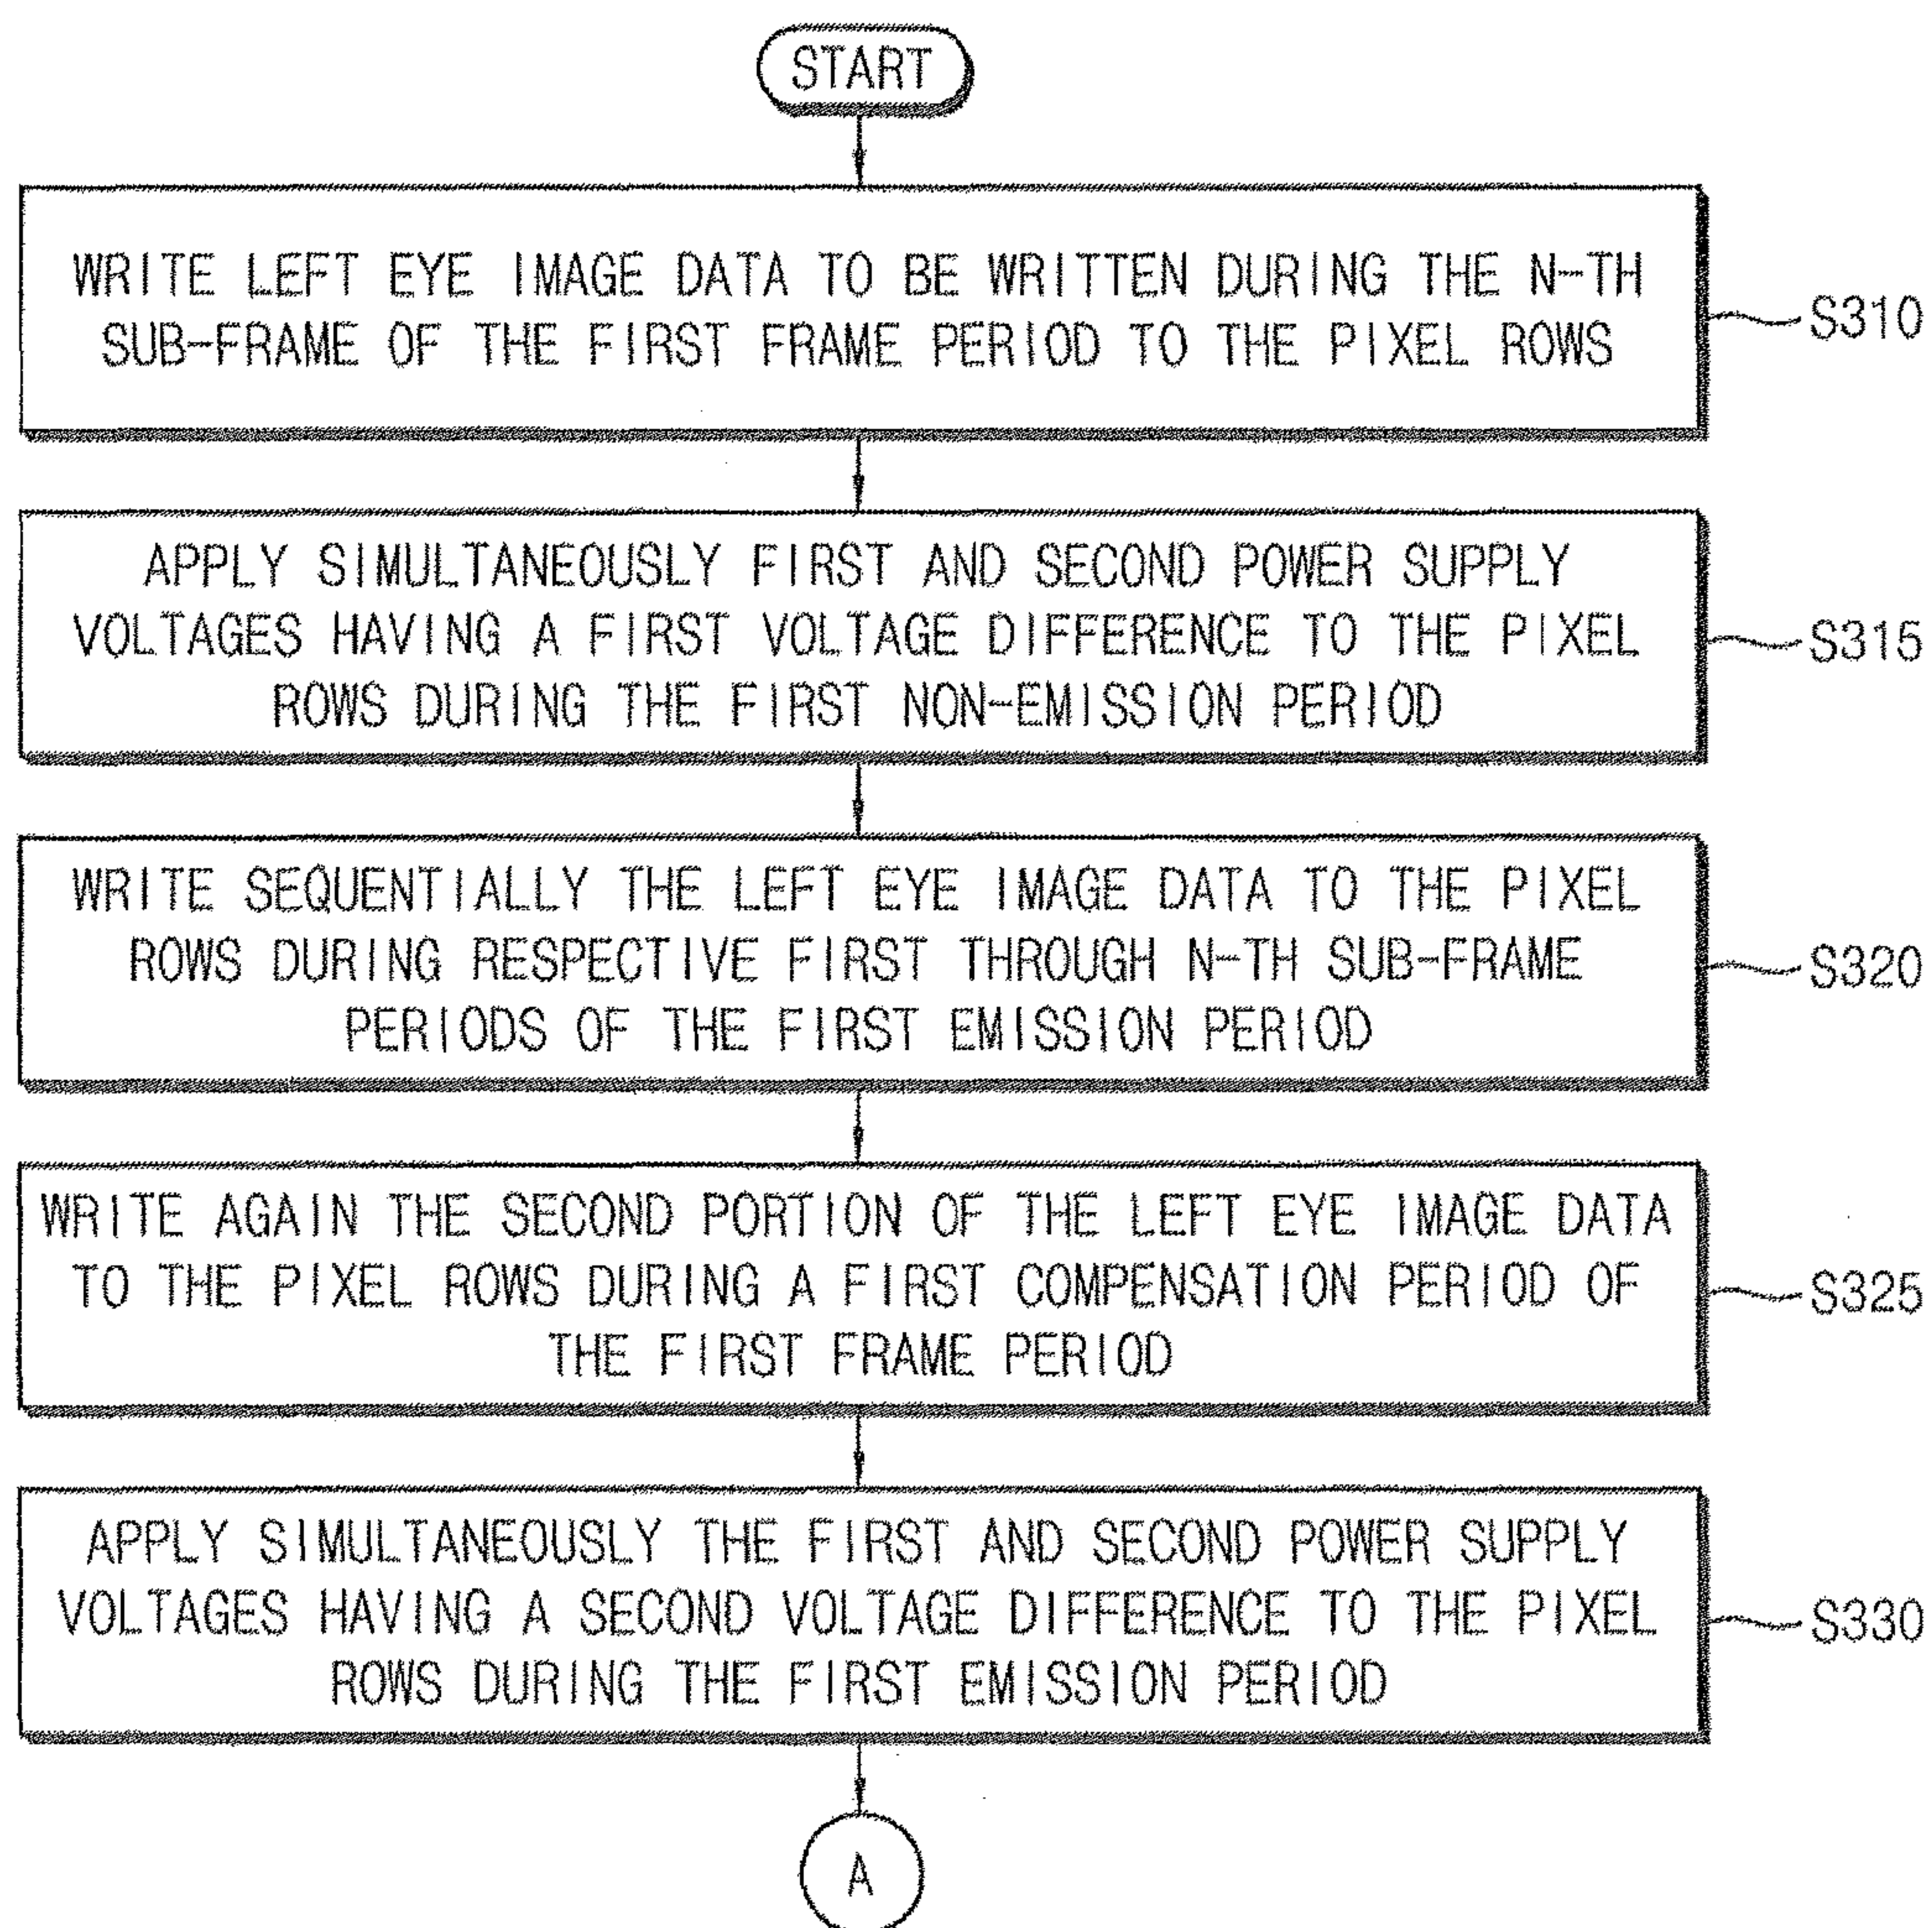 START
WRITE LEFT EYE IMAGE DATA TO BE WRITTEN DURING THE N-TH
SUB-FRAME OF THE FIRST FRAME PERIOD TO THE PIXEL ROWS
S310
APPLY SIMULTANEOUSLY FIRST AND SECOND POWER SUPPLY
VOLTAGES HAVING A FIRST VOLTAGE DIFFERENCE TO THE PIXEL
ROWS DURING THE FIRST NON-EMISSION PERIOD
S315
WRITE SEQUENTIALLY THE LEFT EYE IMAGE DATA TO THE PIXEL
ROWS DURING RESPECTIVE FIRST THROUGH N-TH SUB-FRAME
PERIODS OF THE FIRST EMISSION PERIOD
S320
WRITE AGAIN THE SECOND PORTION OF THE LEFT EYE IMAGE DATA
TO THE PIXEL ROWS DURING A FIRST COMPENSATION PERIOD OF
THE FIRST FRAME PERIOD
S325
APPLY SIMULTANEOUSLY THE FIRST AND SECOND POWER SUPPLY
VOLTAGES HAVING A SECOND VOLTAGE DIFFERENCE TO THE PIXEL
ROWS DURING THE FIRST EMISSION PERIOD
S330
A